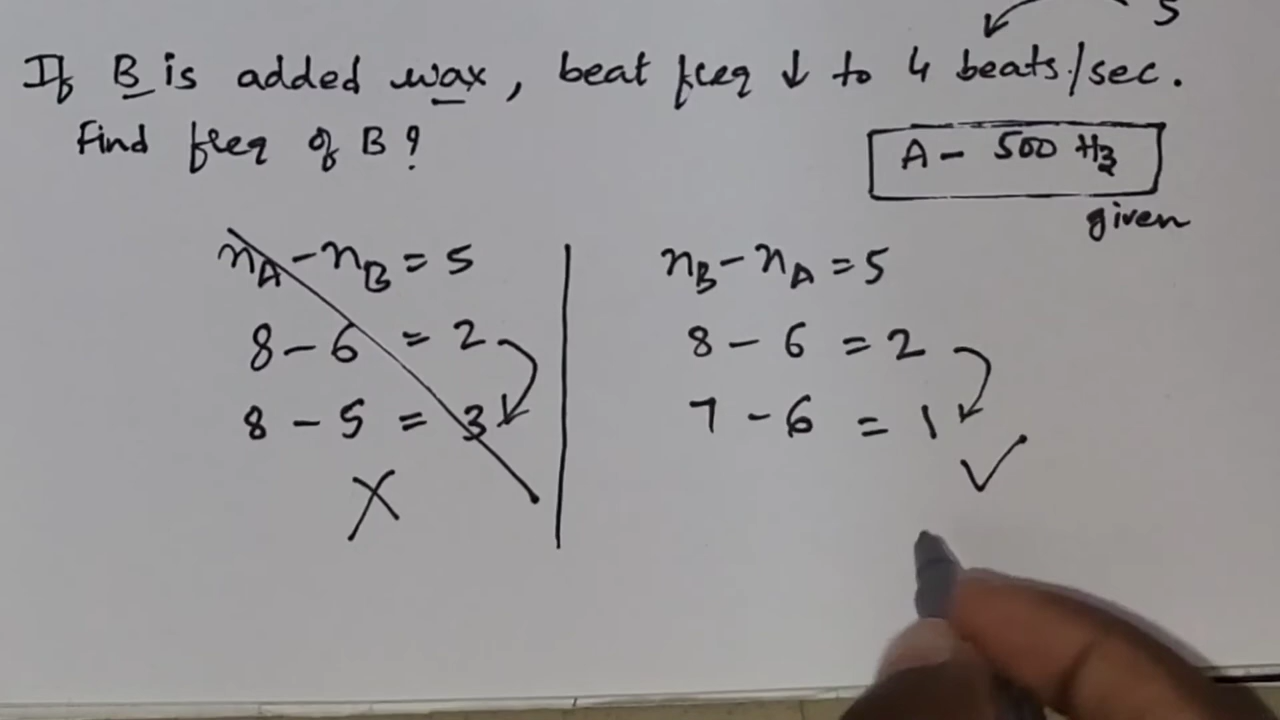 5
If B is added wax, beat freq ↓ to 4 beats/sec.
Find freq of B?
A - 500 Hz
given
nA - nB = 5
8 - 6 = 2
8 - 5 = 3
X
nB - nA = 5
8 - 6 = 2
7 - 6 = 1
✓